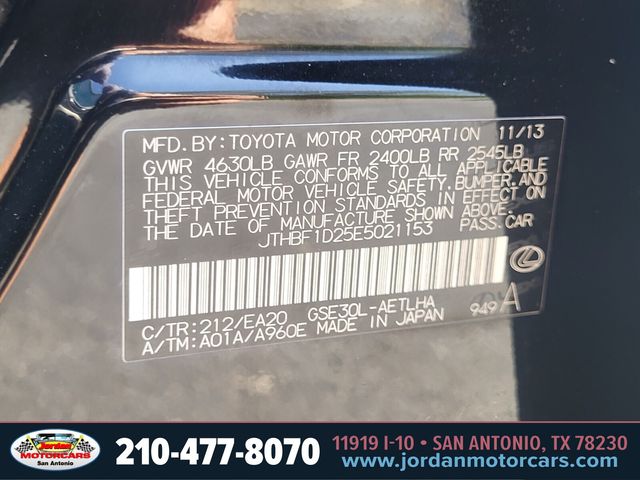 MFD. BY: TOYOTA MOTOR CORPORATION 11/13
GVWR 4630LB GAWR FR 2400LB RR 2545LB
THIS VEHICLE CONFORMS TO ALL APPLICABLE
FEDERAL MOTOR VEHICLE SAFETY, BUMPER, AND
THEFT PREVENTION STANDARDS IN EFFECT ON
THE DATE OF MANUFACTURE SHOWN ABOVE.
JTHBF1D25E5021153 PASS. CAR
C/TR: 212/EA20 GSE30L-AETLHA
A/TM: A01A/A960E MADE IN JAPAN 949 A
Jordan
MOTORCARS
San Antonio
210-477-8070
11919 I-10 • SAN ANTONIO, TX 78230
www.jordanmotorcars.com